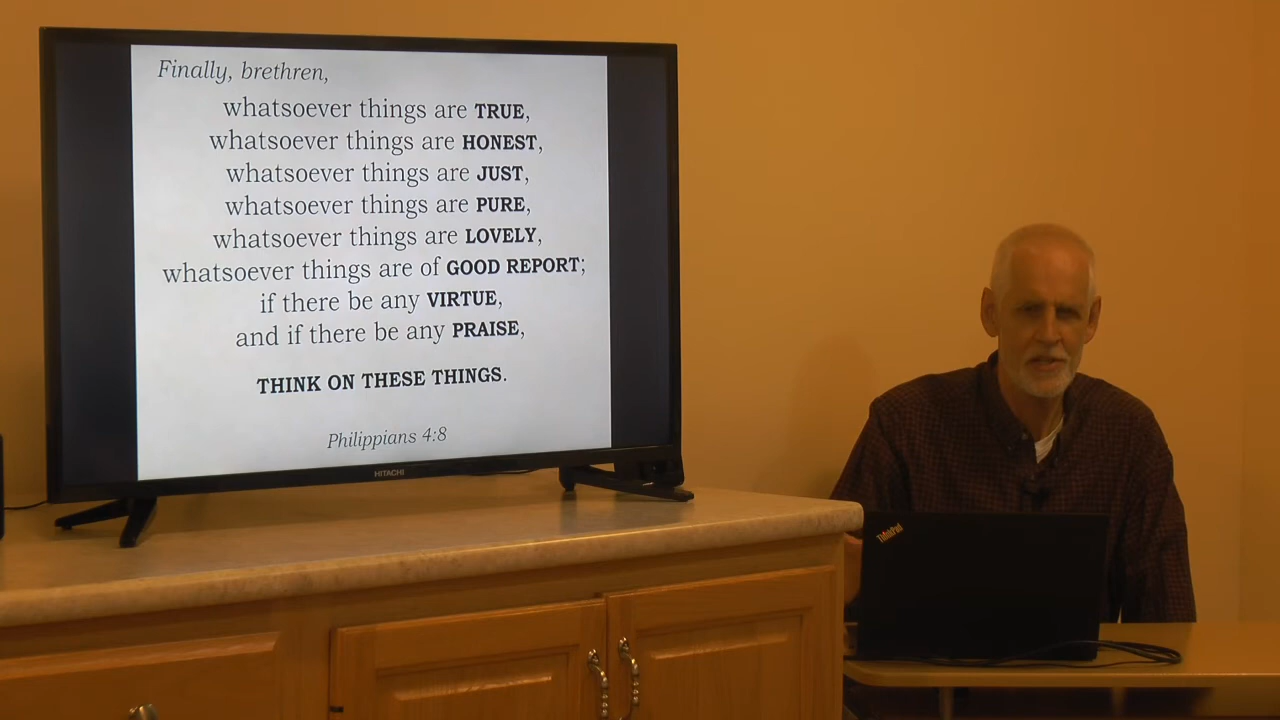 Finally, brethren,
whatsoever things are TRUE,
whatsoever things are HONEST,
whatsoever things are JUST,
whatsoever things are PURE,
whatsoever things are LOVELY,
whatsoever things are of GOOD REPORT;
if there be any VIRTUE,
and if there be any PRAISE,
THINK ON THESE THINGS.
Philippians 4:8
HITACHI
ThinkPad